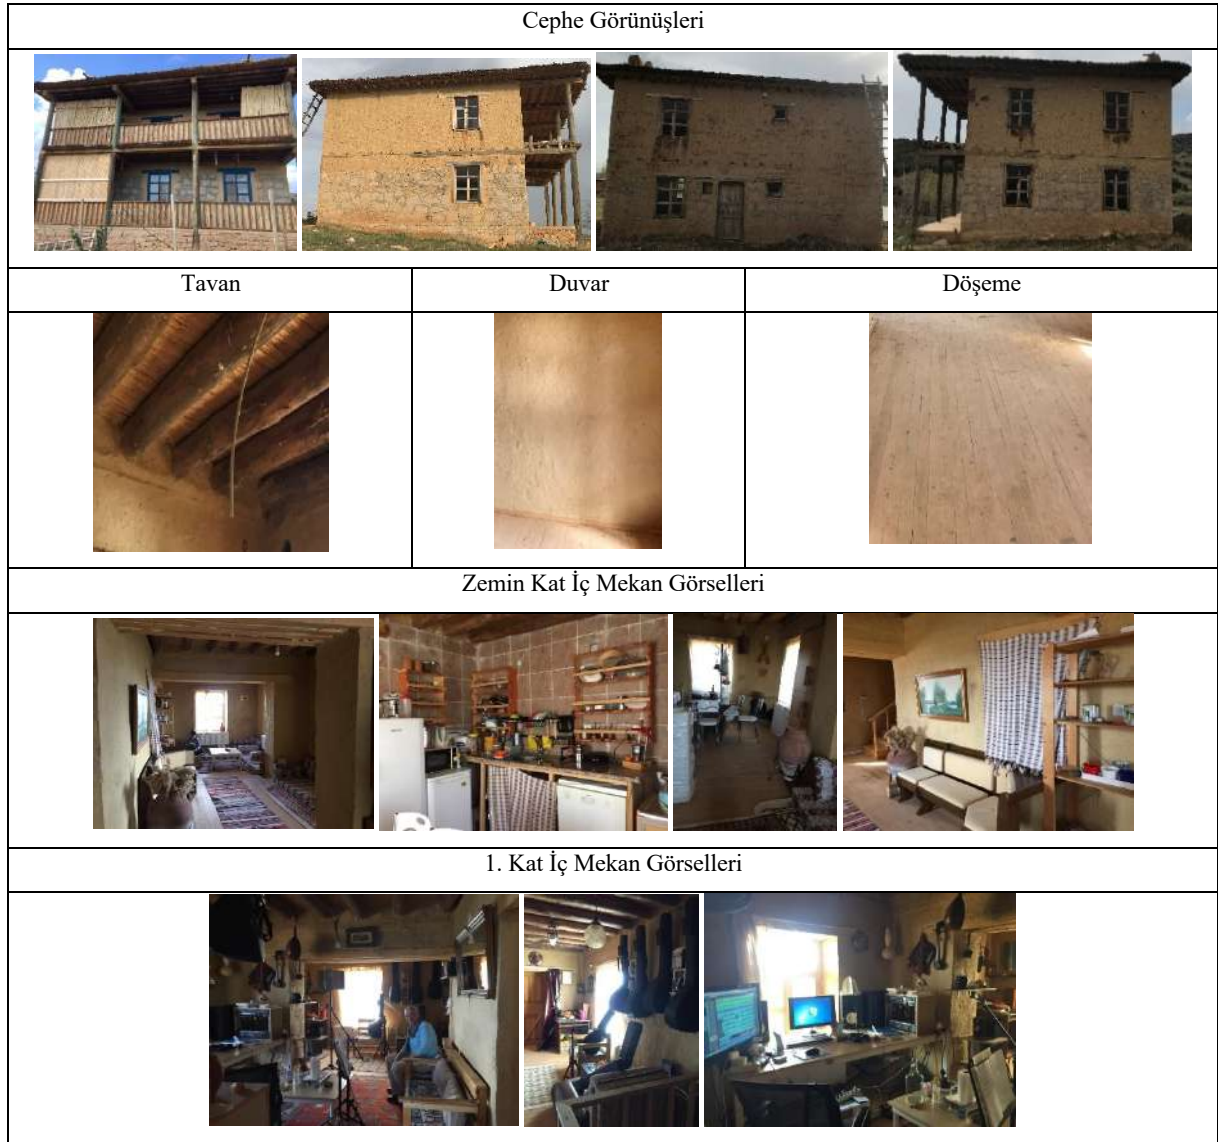 Cephe Görünüşleri
Tavan
Duvar
Döşeme
Zemin Kat İç Mekan Görselleri
1. Kat İç Mekan Görselleri